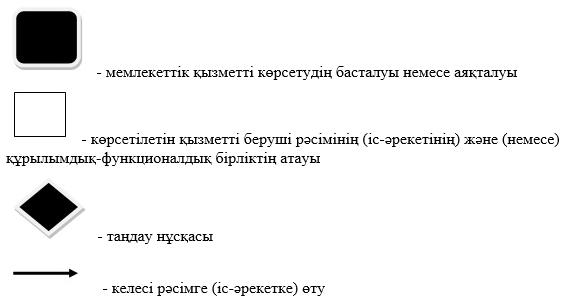 - мемлекеттік қызметті көрсетудің басталуы немесе аяқталуы
- көрсетілетін қызметті беруші рәсімінің (іс-әрекетінің) және (немесе)
құрылымдық-функционалдық бірліктің атауы
- таңдау нұсқасы
- келесі рәсімге (іс-әрекетке) өту